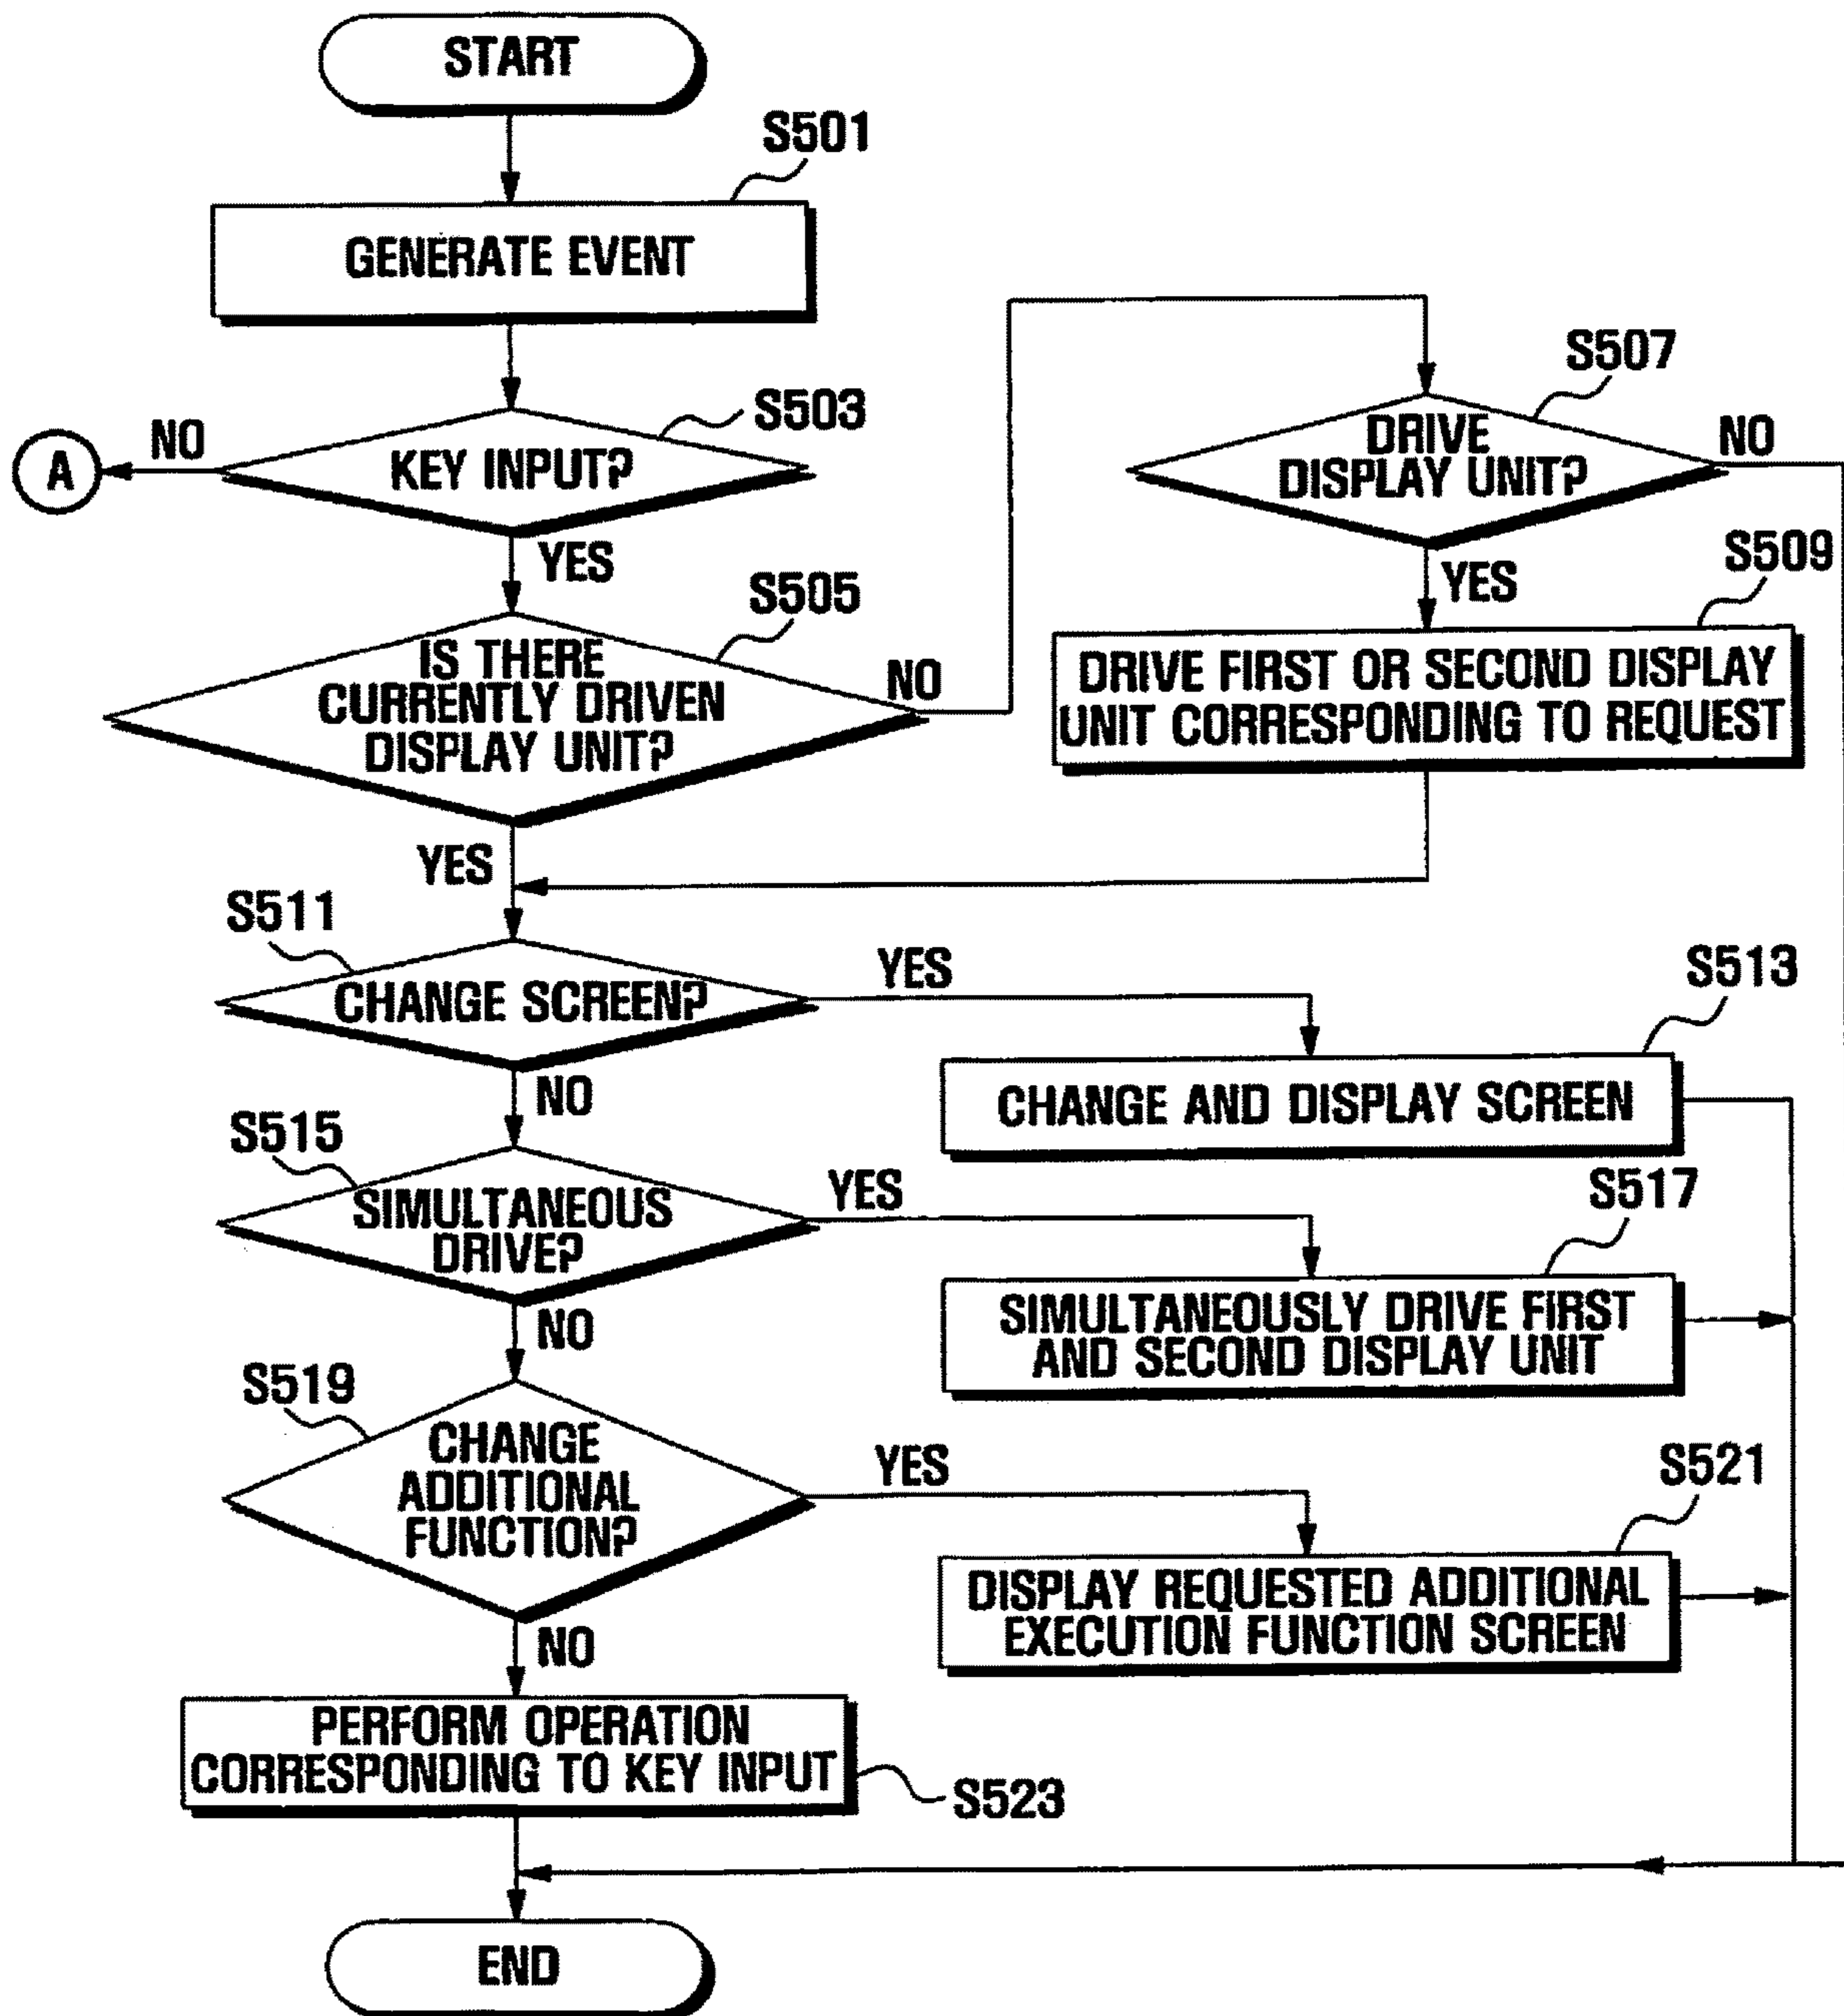 START
S501
GENERATE EVENT
S503
NO
A
KEY INPUT?
YES
S505
IS THERE
CURRENTLY DRIVEN
DISPLAY UNIT?
NO
S507
DRIVE
DISPLAY UNIT?
NO
YES
S509
DRIVE FIRST OR SECOND DISPLAY
UNIT CORRESPONDING TO REQUEST
YES
S511
CHANGE SCREEN?
YES
S513
CHANGE AND DISPLAY SCREEN
NO
S515
SIMULTANEOUS
DRIVE?
YES
S517
SIMULTANEOUSLY DRIVE FIRST
AND SECOND DISPLAY UNIT
NO
S519
CHANGE
ADDITIONAL
FUNCTION?
YES
S521
DISPLAY REQUESTED ADDITIONAL
EXECUTION FUNCTION SCREEN
NO
PERFORM OPERATION
CORRESPONDING TO KEY INPUT
S523
END